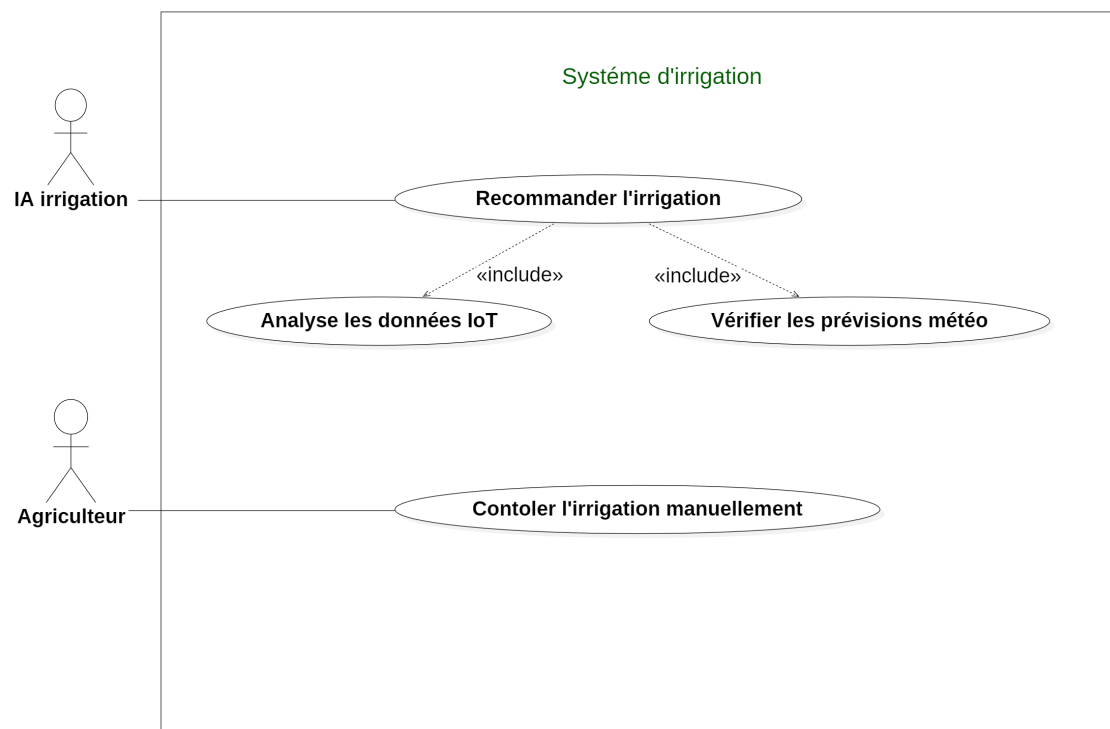 Systéme d'irrigation
IA irrigation
Recommander l'irrigation
«include»
«include»
Analyse les données IoT
Vérifier les prévisions météo
Agriculteur
Contoler l'irrigation manuellement